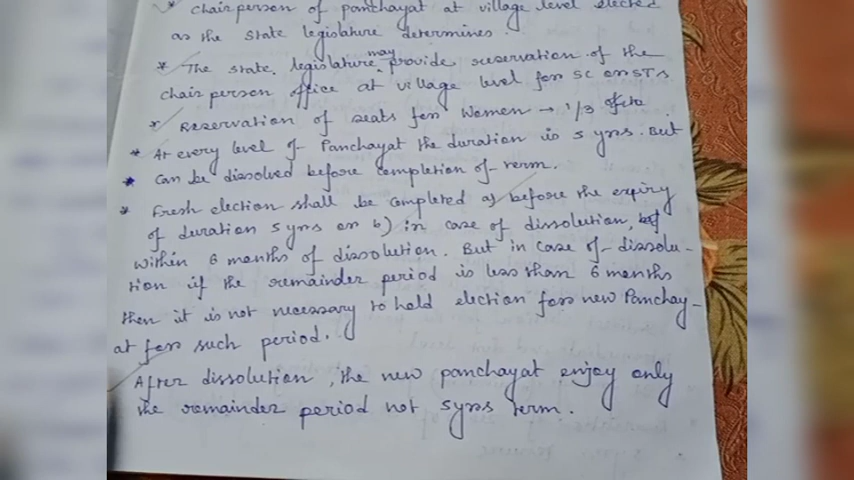 * Chairperson of panchayat at village level elected
as the state legislature determines.
* The state legislature may provide reservation of the
chairperson office at village level for SC or STs
* Reservation of seats for women → 1/3 of the
* At every level of Panchayat the duration is 5 yrs. But
* Can be dissolved before completion of term.
* Fresh election shall be completed a) before the expiry
of duration 5 yrs or b) in case of dissolution,
within 6 months of dissolution. But in case of dissolu-
tion if the remainder period is less than 6 months
then it is not necessary to hold election for new Panchay-
at for such period.
After dissolution, the new panchayat enjoy only
the remainder period not 5yrs term.